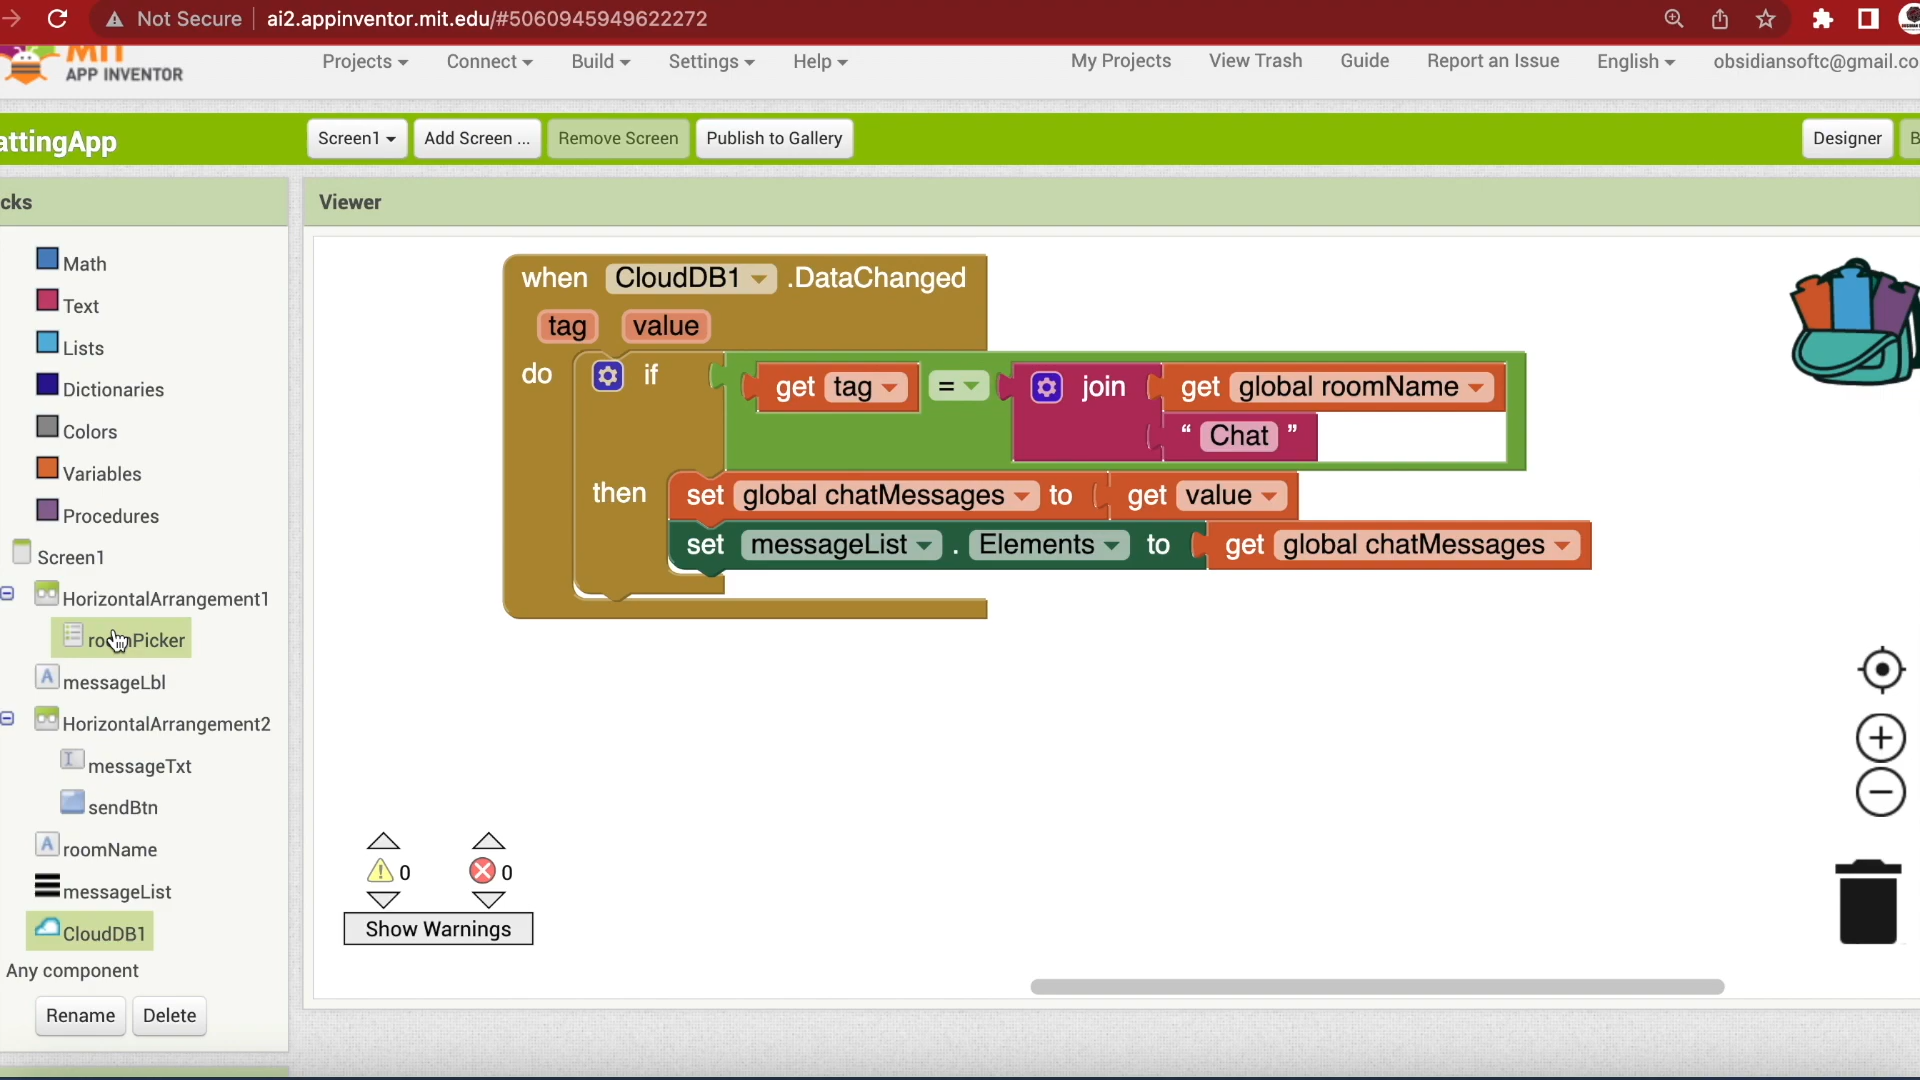 Not Secure ai2.appinventor.mit.edu/#5060945949622272
MIT
APP INVENTOR
Projects Connect Build Settings Help My Projects View Trash Guide Report an Issue English obsidiansoftc@gmail.co
attingApp
Screen1 Add Screen ... Remove Screen Publish to Gallery Designer B
cks
Viewer
Math
Text
Lists
Dictionaries
Colors
Variables
Procedures
Screen1
HorizontalArrangement1
roomPicker
messageLbl
HorizontalArrangement2
messageTxt
sendBtn
roomName
messageList
CloudDB1
Any component
Rename Delete
when CloudDB1 .DataChanged
tag value
do if get tag = join get global roomName
“ Chat ”
then set global chatMessages to get value
set messageList . Elements to get global chatMessages
0 0
Show Warnings